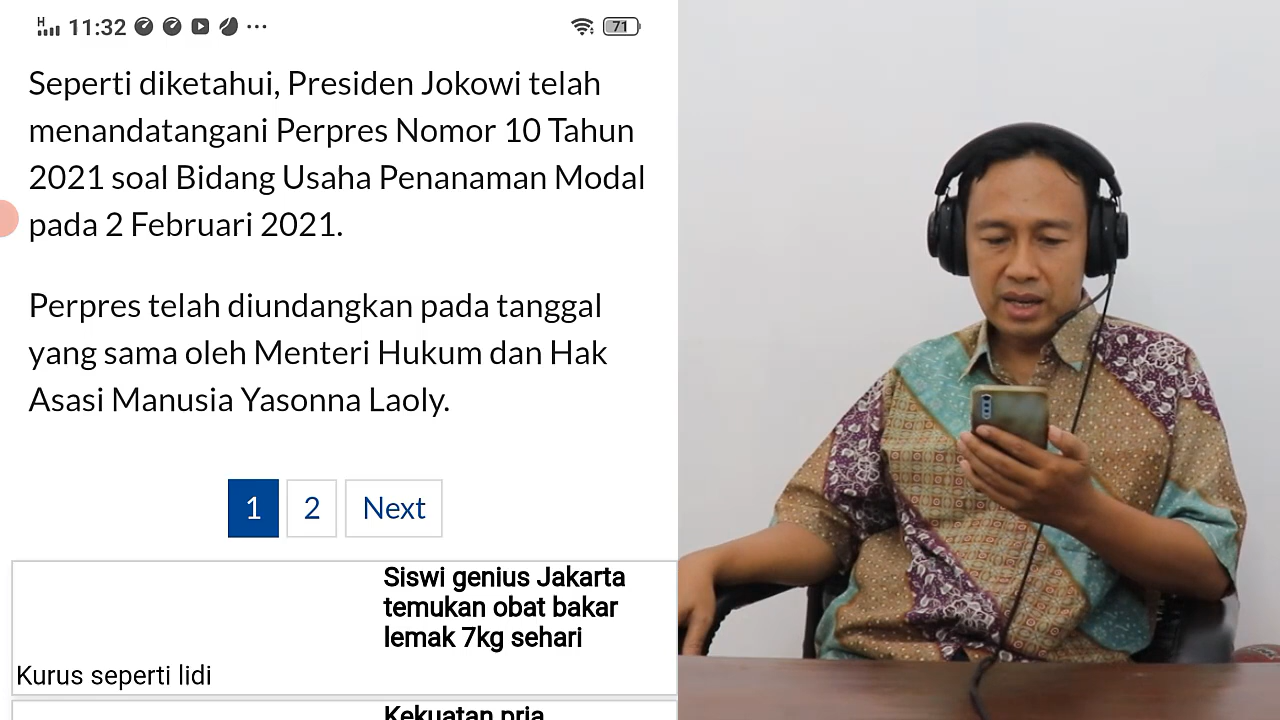 H 11:32 71
Seperti diketahui, Presiden Jokowi telah
menandatangani Perpres Nomor 10 Tahun
2021 soal Bidang Usaha Penanaman Modal
pada 2 Februari 2021.
Perpres telah diundangkan pada tanggal
yang sama oleh Menteri Hukum dan Hak
Asasi Manusia Yasonna Laoly.
1 2 Next
Siswi genius Jakarta
temukan obat bakar
lemak 7kg sehari
Kurus seperti lidi
Kekuatan pria